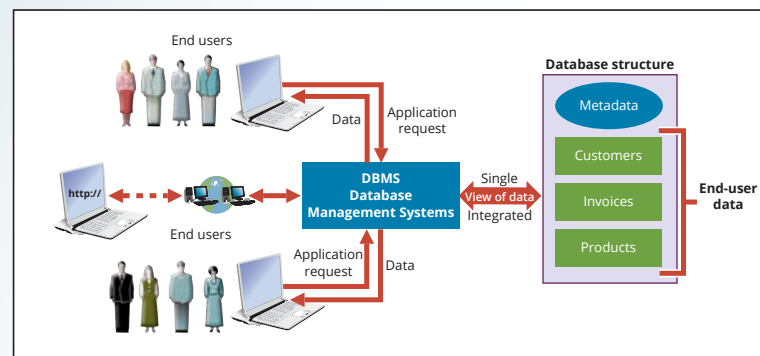 End users
Data
Application
request
http://
DBMS
Database
Management Systems
Single
View of data
Integrated
End users
Application
request
Data
Database structure
Metadata
Customers
Invoices
Products
End-user
data